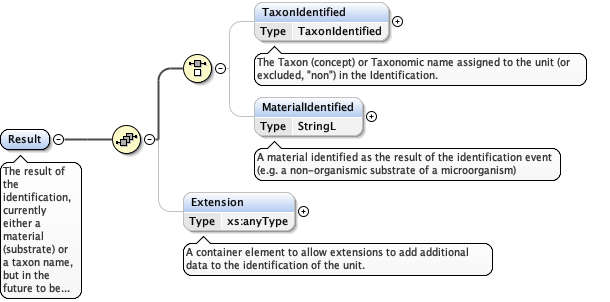 TaxonIdentified
Type TaxonIdentified
The Taxon (concept) or Taxonomic name assigned to the unit (or
excluded, "non") in the Identification.
MaterialIdentified
Type StringL
A material identified as the result of the identification event
(e.g. a non-organismic substrate of a microorganism)
Result
The result of
the
identification,
currently
either a
material
(substrate) or
a taxon name,
but in the
future to be...
Extension
Type xs:anyType
A container element to allow extensions to add additional
data to the identification of the unit.